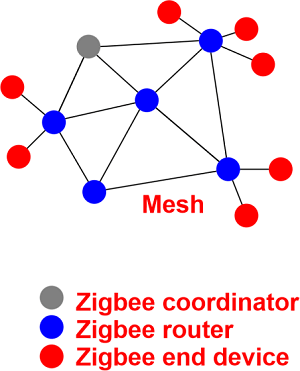 Mesh
Zigbee coordinator
Zigbee router
Zigbee end device